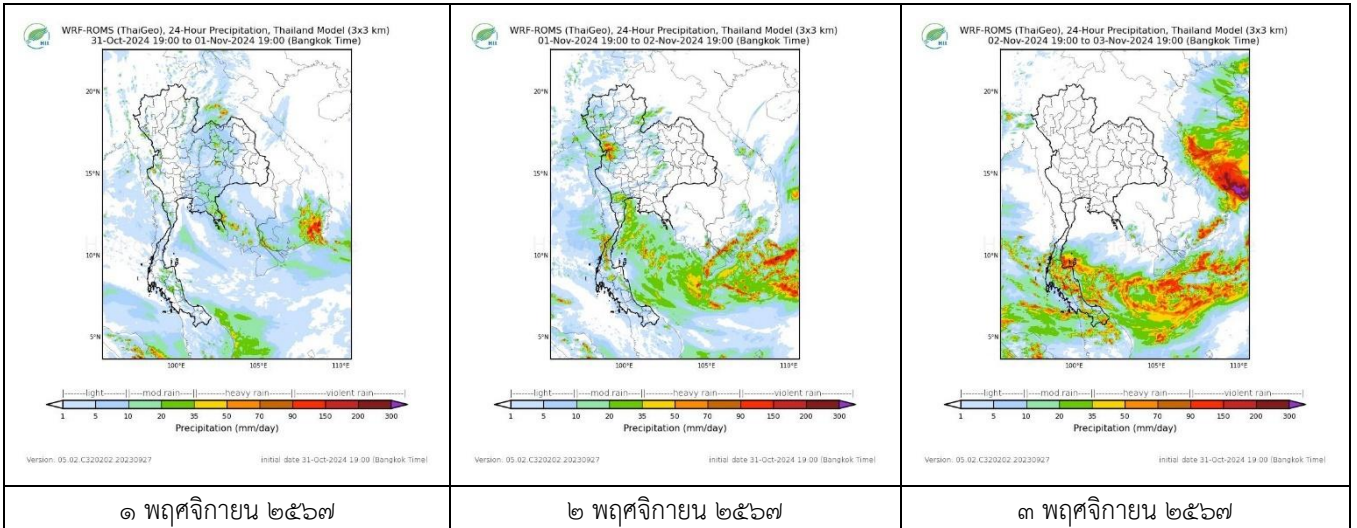 WRF-ROMS (ThaiGeo), 24-Hour Precipitation, Thailand Model (3x3 km)
31-Oct-2024 19:00 to 01-Nov-2024 19:00 (Bangkok Time)
20°N
15°N
10°N
5°N
100°E 105°E 110°E
light mod rain heavy rain violent rain
1 5 10 20 35 50 70 90 150 200 300
Precipitation (mm/day)
Version: 05.02.C320202.20230927 initial date 31-Oct-2024 19:00 (Bangkok Time)
๑ พฤศจิกายน ๒๕๖๗
WRF-ROMS (ThaiGeo), 24-Hour Precipitation, Thailand Model (3x3 km)
01-Nov-2024 19:00 to 02-Nov-2024 19:00 (Bangkok Time)
20°N
15°N
10°N
5°N
100°E 105°E 110°E
light mod rain heavy rain violent rain
1 5 10 20 35 50 70 90 150 200 300
Precipitation (mm/day)
Version: 05.02.C320202.20230927 initial date 31-Oct-2024 19:00 (Bangkok Time)
๒ พฤศจิกายน ๒๕๖๗
WRF-ROMS (ThaiGeo), 24-Hour Precipitation, Thailand Model (3x3 km)
02-Nov-2024 19:00 to 03-Nov-2024 19:00 (Bangkok Time)
20°N
15°N
10°N
5°N
100°E 105°E 110°E
light mod rain heavy rain violent rain
1 5 10 20 35 50 70 90 150 200 300
Precipitation (mm/day)
Version: 05.02.C320202.20230927 initial date 31-Oct-2024 19:00 (Bangkok Time)
๓ พฤศจิกายน ๒๕๖๗